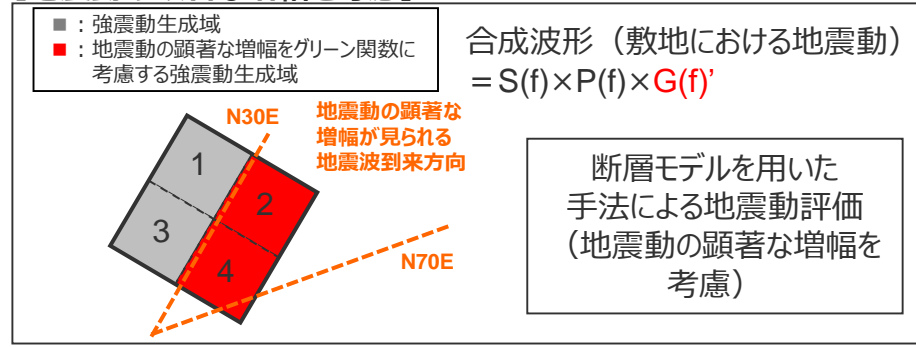 ■：強震動生成域
■：地震動の顕著な増幅をグリーン関数に
考慮する強震動生成域
合成波形（敷地における地震動）
＝S(f)×P(f)×G(f)’
N30E
地震動の顕著な
増幅が見られる
地震波到来方向
1
2
3
4
N70E
断層モデルを用いた
手法による地震動評価
（地震動の顕著な増幅を
考慮）